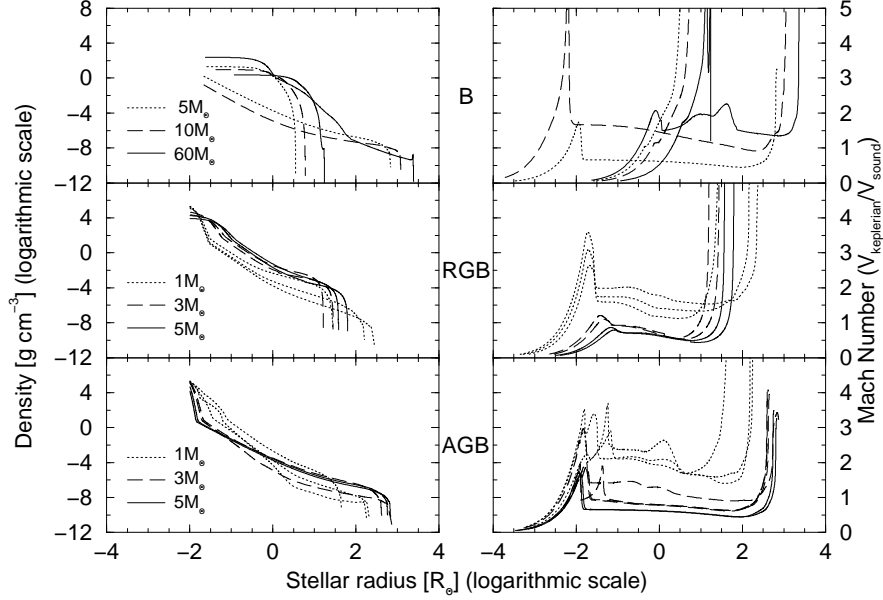 8
4
0
−4
−8
−12
5M⊙
10M⊙
60M⊙
B
5
4
3
2
1
0
4
0
−4
−8
−12
1M⊙
3M⊙
5M⊙
RGB
4
3
2
1
0
4
0
−4
−8
−12
1M⊙
3M⊙
5M⊙
AGB
4
3
2
1
0
−4 −2 0 2 4
−4 −2 0 2 4
Density [g cm⁻³] (logarithmic scale)
Mach Number (V_keplerian/V_sound)
Stellar radius [R⊙] (logarithmic scale)